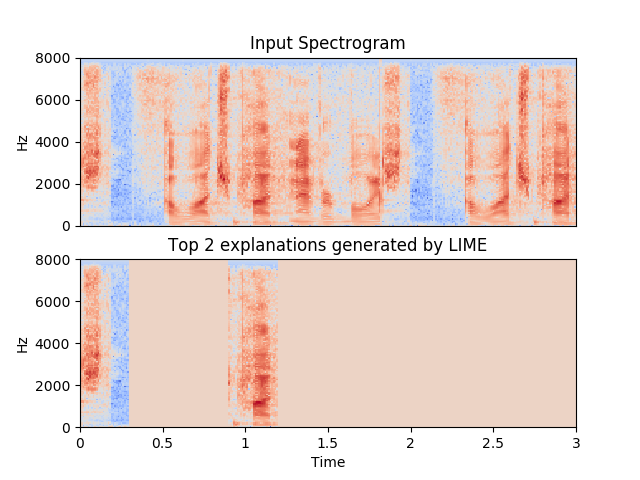 Input Spectrogram
8000
6000
Hz
4000
2000
0
Top 2 explanations generated by LIME
8000
6000
Hz
4000
2000
0
0 0.5 1 1.5 2 2.5 3
Time